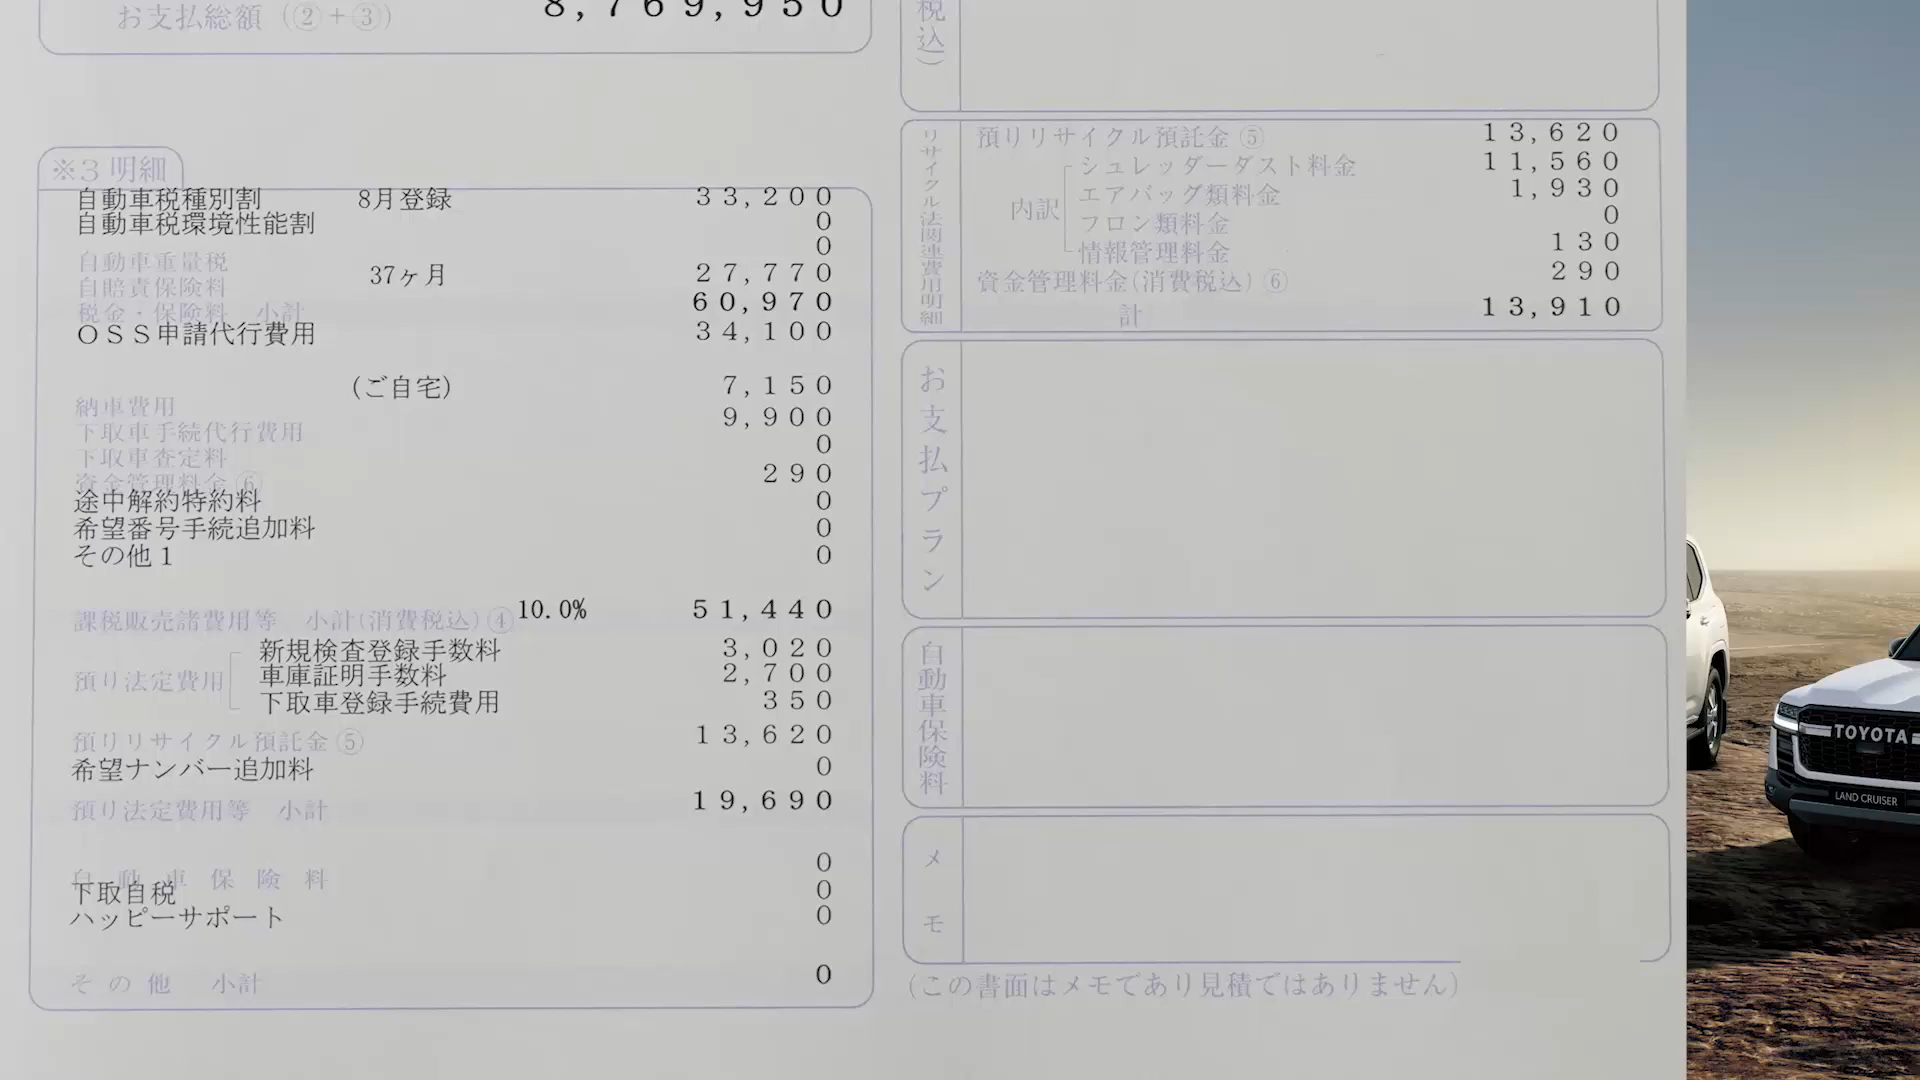 お支払総額 (②+③) 8,769,950
※3 明細
自動車税種別割 8月登録 33,200
自動車税環境性能割 0
自動車重量税 0
自賠責保険料 37ヶ月 27,770
税金・保険料 小計 60,970
OSS申請代行費用 34,100
納車費用 (ご自宅) 7,150
下取車手続代行費用 9,900
下取車査定料 0
資金管理料金⑥ 290
途中解約特約料 0
希望番号手続追加料 0
その他1 0
課税販売諸費用等 小計(消費税込)④ 10.0% 51,440
預り法定費用
新規検査登録手数料 3,020
車庫証明手数料 2,700
下取車登録手続費用 350
預りリサイクル預託金⑤ 13,620
希望ナンバー追加料 0
預り法定費用等 小計 19,690
自動車保険料 0
下取自税 0
ハッピーサポート 0
その他 小計 0
税込)
リサイクル法関連費用明細
預りリサイクル預託金⑤ 13,620
内訳
シュレッダーダスト料金 11,560
エアバッグ類料金 1,930
フロン類料金 0
情報管理料金 130
資金管理料金(消費税込)⑥ 290
計 13,910
お支払プラン
自動車保険料
メモ
(この書面はメモであり見積ではありません)
TOYOTA
LAND CRUISER